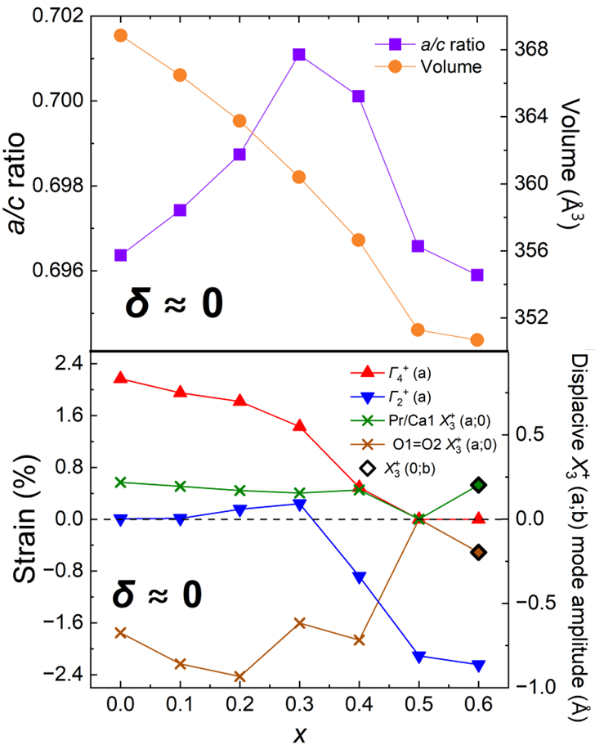 0.702
0.700
0.698
0.696
a/c ratio
a/c ratio
Volume
368
364
360
356
352
Volume (Å³)
δ ≈ 0
2.4
1.6
0.8
0.0
−0.8
−1.6
−2.4
Strain (%)
Γ₄⁺ (a)
Γ₂⁺ (a)
Pr/Ca1 X₃⁺ (a;0)
O1=O2 X₃⁺ (a;0)
X₃⁺ (0;b)
δ ≈ 0
0.5
0.0
−0.5
−1.0
Displacive X₃⁺ (a;b) mode amplitude (Å)
0.0 0.1 0.2 0.3 0.4 0.5 0.6
x